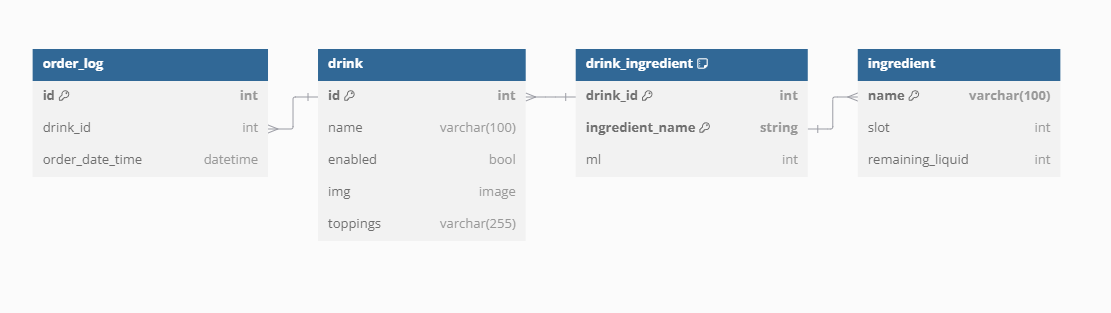 order_log
id int
drink_id int
order_date_time datetime
drink
id int
name varchar(100)
enabled bool
img image
toppings varchar(255)
drink_ingredient
drink_id int
ingredient_name string
ml int
ingredient
name varchar(100)
slot int
remaining_liquid int